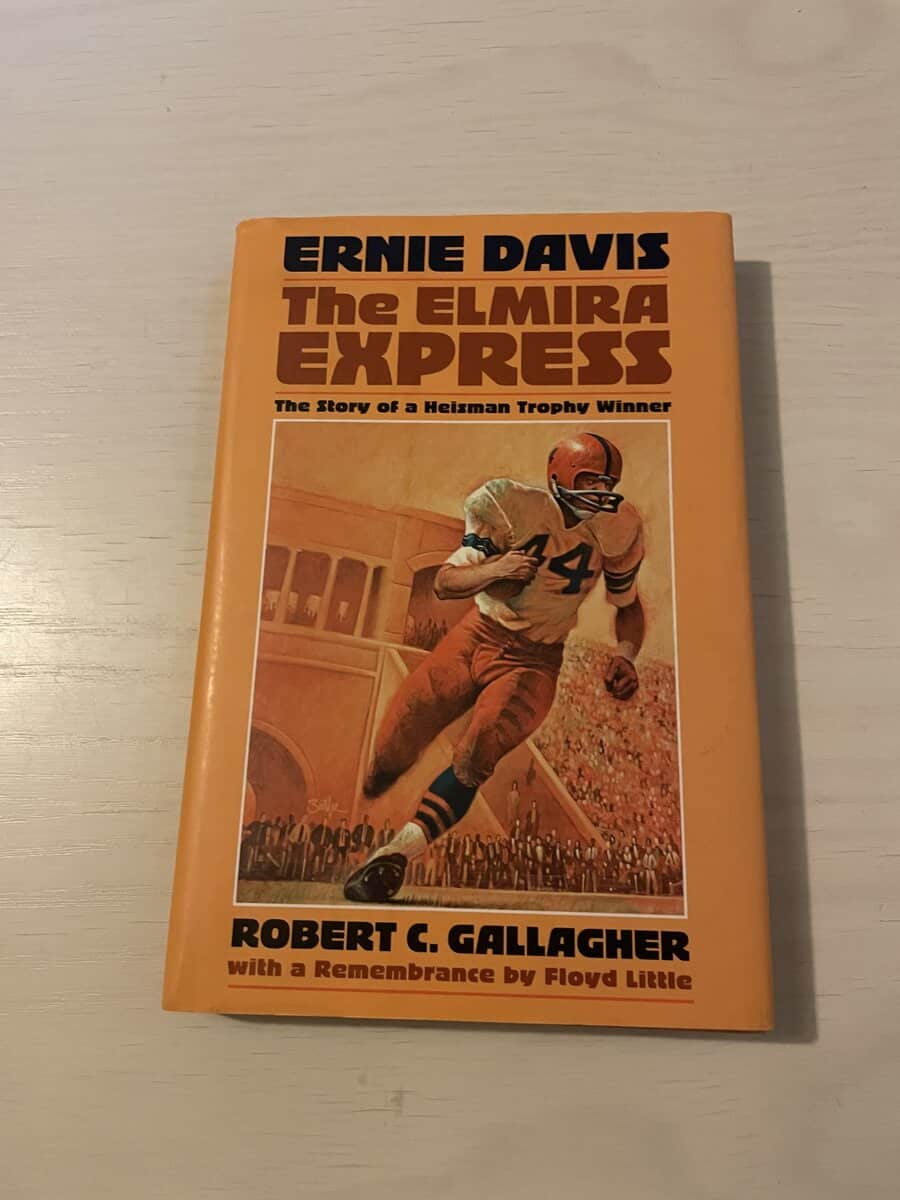 ERNIE DAVIS
The ELMIRA
EXPRESS
The Story of a Heisman Trophy Winner
44
ROBERT C. GALLAGHER
with a Remembrance by Floyd Little